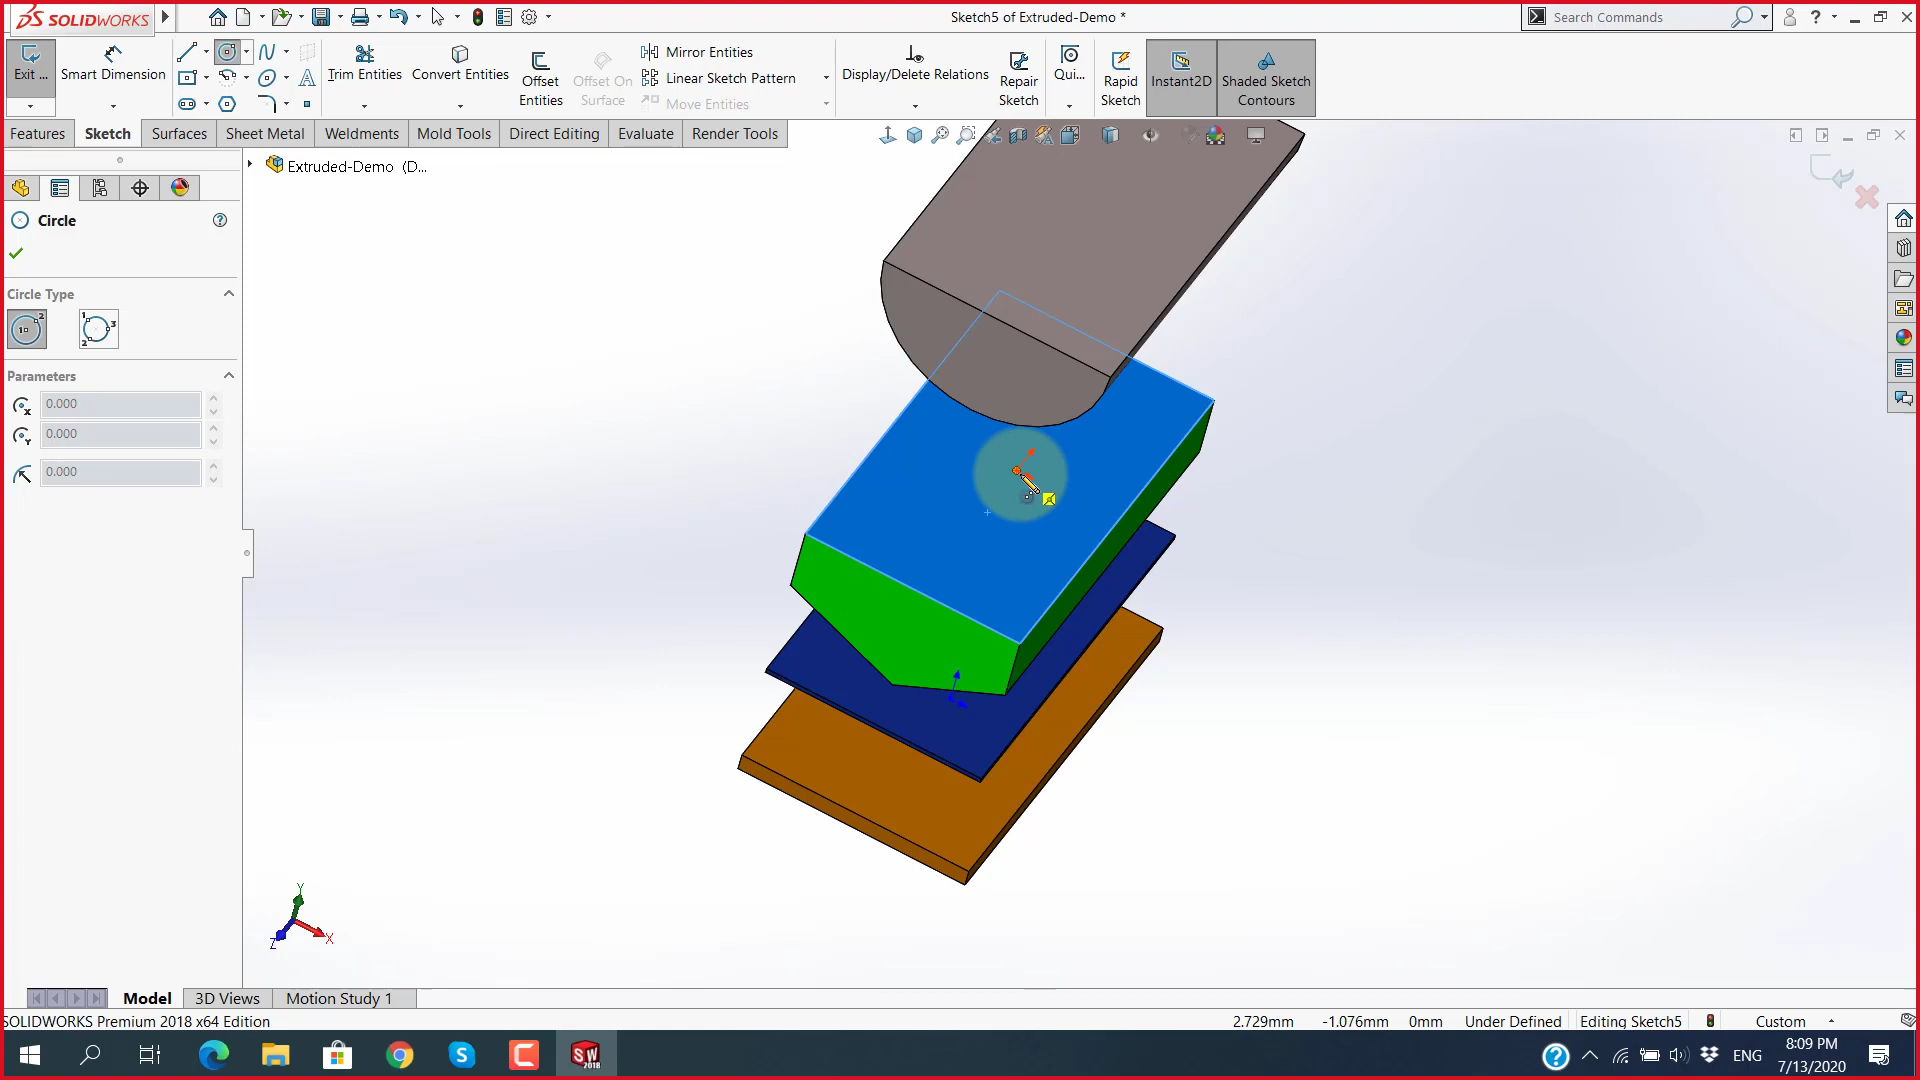 SOLIDWORKS
Sketch5 of Extruded-Demo *
Search Commands
Exit ...
Smart Dimension
Trim Entities
Convert Entities
Offset Entities
Offset On Surface
Mirror Entities
Linear Sketch Pattern
Move Entities
Display/Delete Relations
Repair Sketch
Qui...
Rapid Sketch
Instant2D
Shaded Sketch Contours
Features
Sketch
Surfaces
Sheet Metal
Weldments
Mold Tools
Direct Editing
Evaluate
Render Tools
Extruded-Demo (D...
Circle
Circle Type
Parameters
0.000
0.000
0.000
Y
X
Z
Model
3D Views
Motion Study 1
SOLIDWORKS Premium 2018 x64 Edition
2.729mm
-1.076mm
0mm
Under Defined
Editing Sketch5
Custom
ENG
8:09 PM
7/13/2020